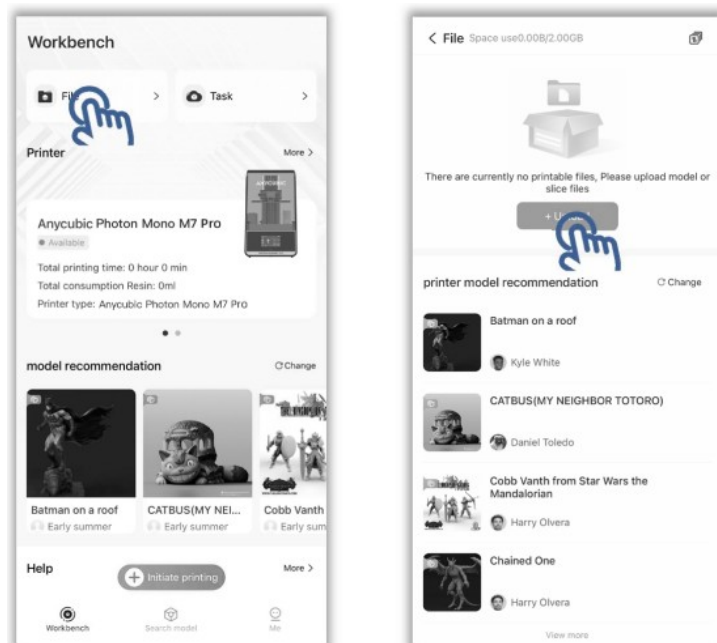 Workbench
File
Task
Printer
More
Anycubic Photon Mono M7 Pro
Available
Total printing time: 0 hour 0 min
Total consumption Resin: 0ml
Printer type: Anycubic Photon Mono M7 Pro
model recommendation
Change
Batman on a roof
Early summer
CATBUS(MY NEI...
Early summer
Cobb Vanth
Early sum
Help
Initiate printing
More
Workbench
Search model
Me
File Space use0.00B/2.00GB
There are currently no printable files, Please upload model or
slice files
printer model recommendation
Change
Batman on a roof
Kyle White
CATBUS(MY NEIGHBOR TOTORO)
Daniel Toledo
Cobb Vanth from Star Wars the
Mandalorian
Harry Olvera
Chained One
Harry Olvera
View more